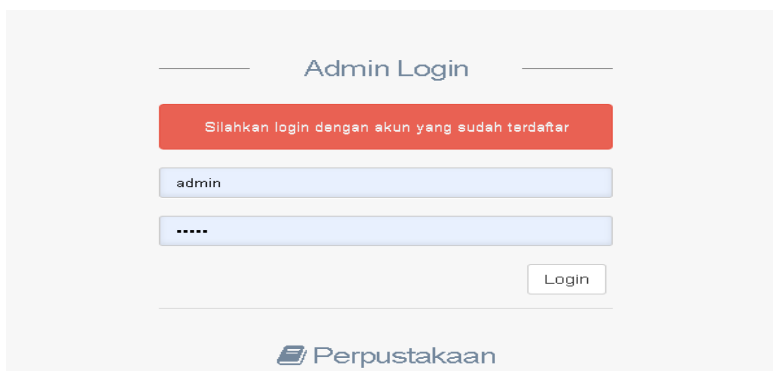 Admin Login
Silahkan login dengan akun yang sudah terdaftar
admin
•••••
Login
Perpustakaan